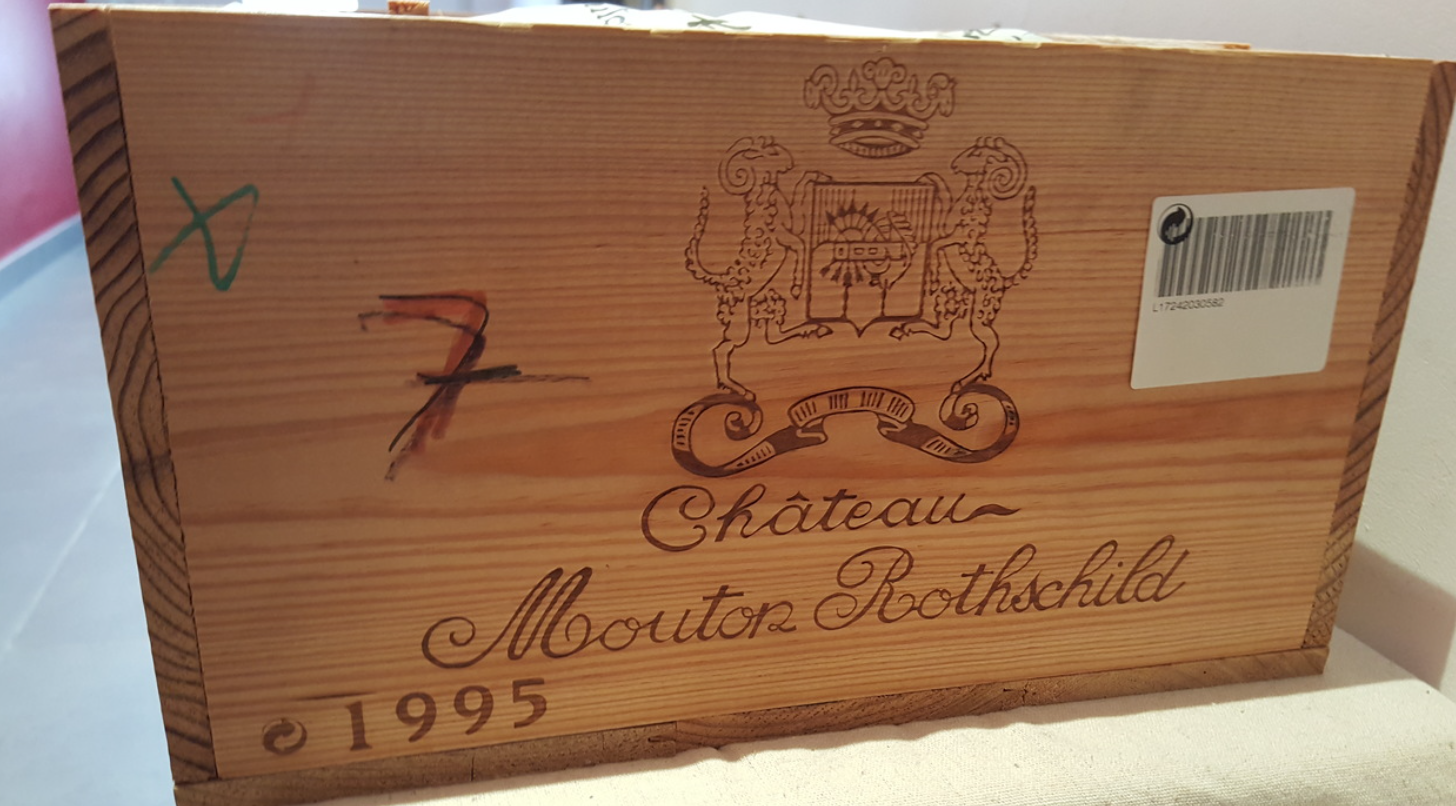 7
L17242030582
Château
Mouton Rothschild
1995